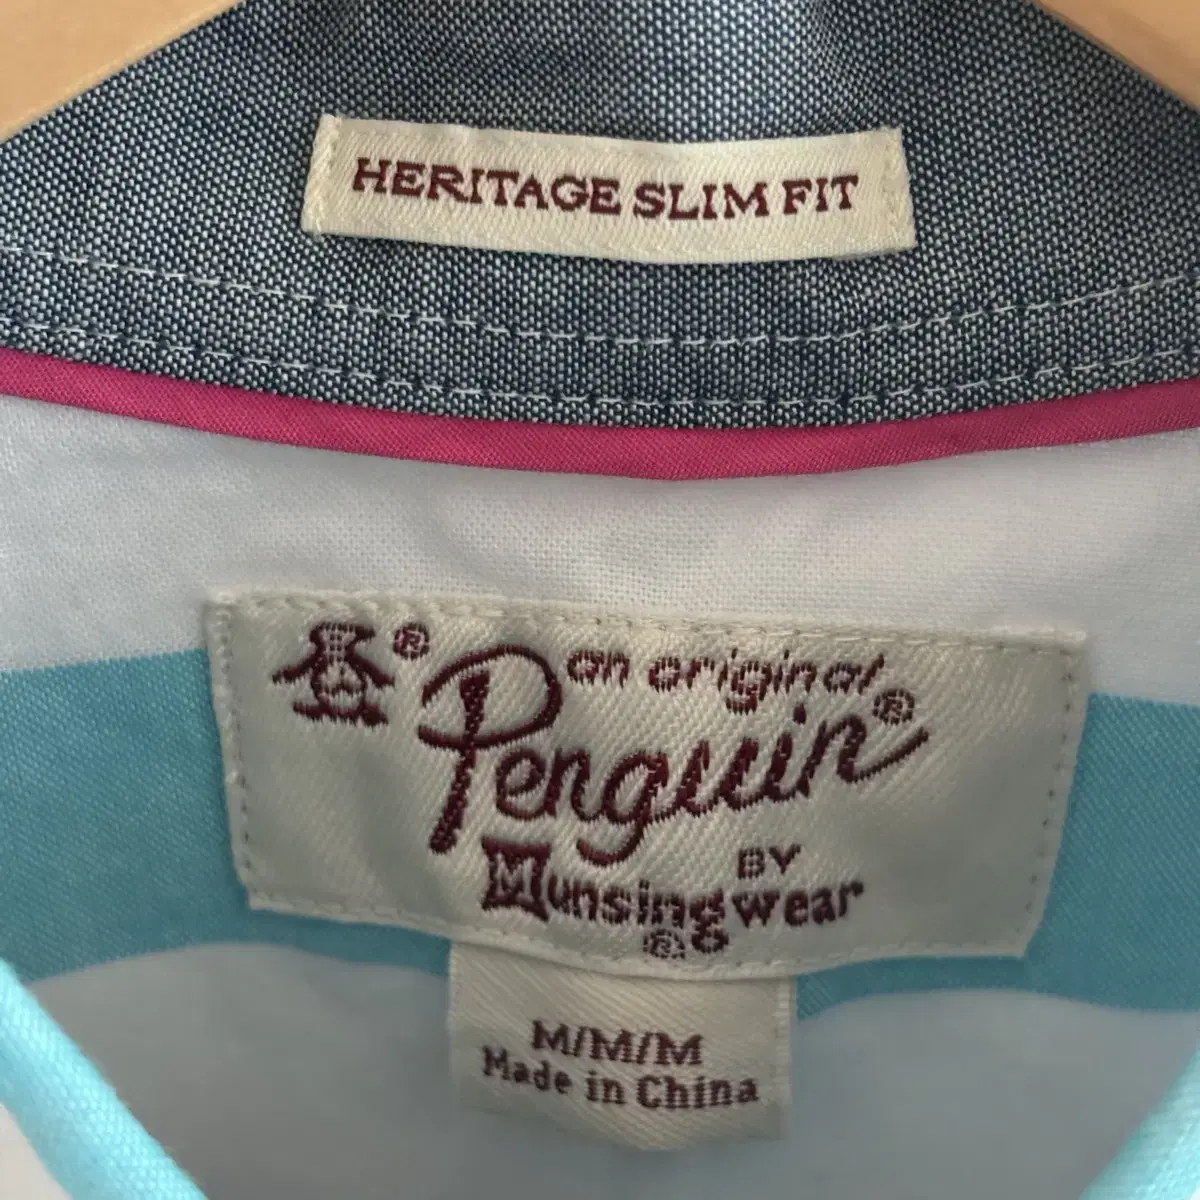 HERITAGE SLIM FIT
® an original
Penguin®
BY
Munsingwear
®
M/M/M
Made in China